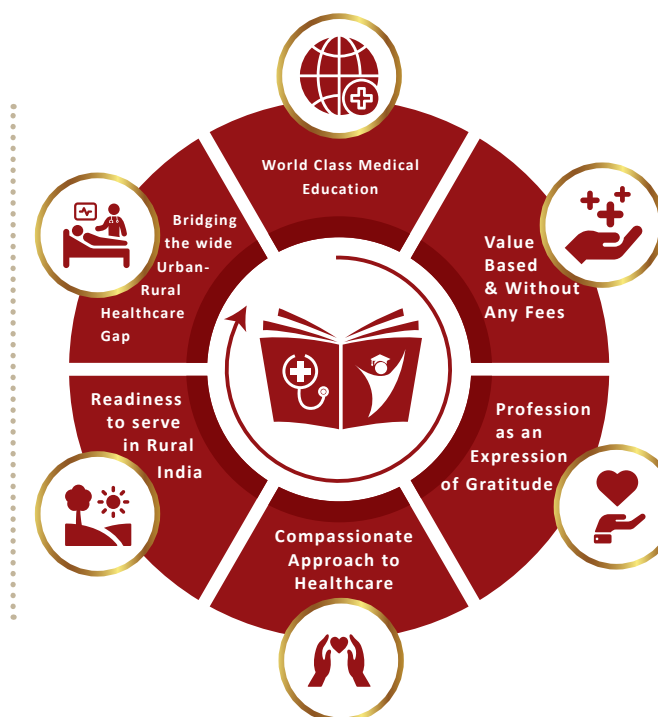 World Class Medical
Education
Value
Based
& Without
Any Fees
Profession
as an
Expression
of Gratitude
Compassionate
Approach to
Healthcare
Readiness
to serve
in Rural
India
Bridging
the wide
Urban-
Rural
Healthcare
Gap